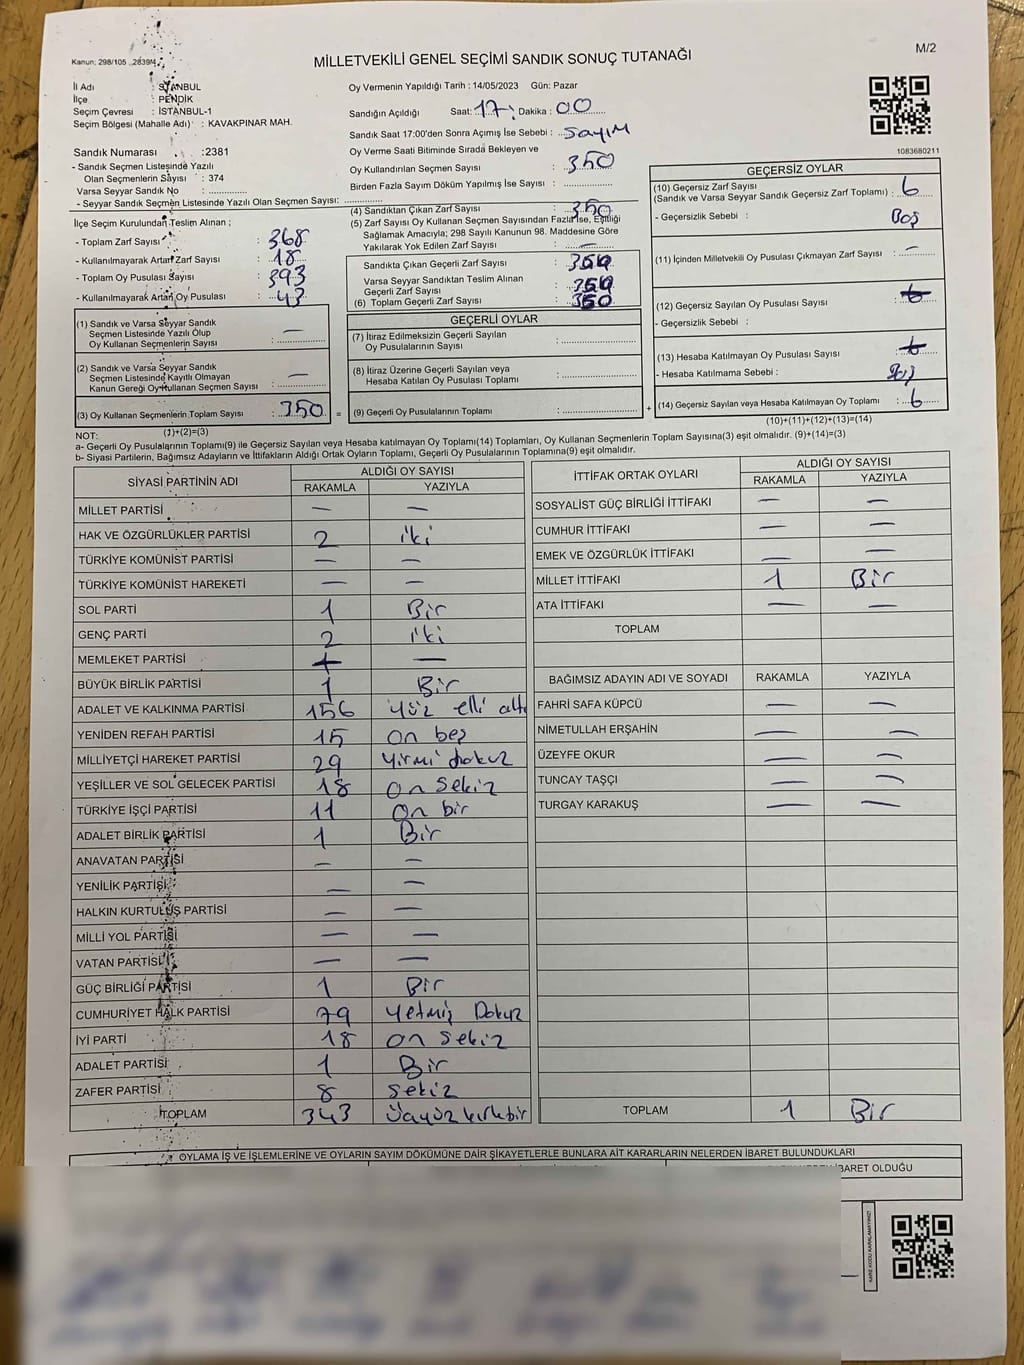 Kanun: 298/105 ..2839M
MİLLETVEKİLİ GENEL SEÇİMİ SANDIK SONUÇ TUTANAĞI
M/2
İl Adı : İSTANBUL
İlçe : PENDİK
Seçim Çevresi : İSTANBUL-1
Seçim Bölgesi (Mahalle Adı) : KAVAKPINAR MAH.
Sandık Numarası : 2381
- Sandık Seçmen Listesinde Yazılı
Olan Seçmenlerin Sayısı : 374
Varsa Seyyar Sandık No :
- Seyyar Sandık Seçmen Listesinde Yazılı Olan Seçmen Sayısı:
Oy Vermenin Yapıldığı Tarih : 14/05/2023 Gün: Pazar
Sandığın Açıldığı Saat: 17: Dakika : 00
Sandık Saat 17:00'den Sonra Açımış İse Sebebi : SAYIM
Oy Verme Saati Bitiminde Sırada Bekleyen ve
Oy Kullandırılan Seçmen Sayısı : 350
Birden Fazla Sayım Döküm Yapılmış İse Sayısı :
1083680211
İlçe Seçim Kurulundan Teslim Alınan ;
- Toplam Zarf Sayısı : 368
- Kullanılmayarak Artan Zarf Sayısı : 18
- Toplam Oy Pusulası Sayısı : 393
- Kullanılmayarak Artan Oy Pusulası : 43
(1) Sandık ve Varsa Seyyar Sandık
Seçmen Listesinde Yazılı Olup
Oy Kullanan Seçmenlerin Sayısı : —
(2) Sandık ve Varsa Seyyar Sandık
Seçmen Listesinde Kayıtlı Olmayan
Kanun Gereği Oy Kullanan Seçmen Sayısı : —
(3) Oy Kullanan Seçmenlerin Toplam Sayısı : 350 =
(1)+(2)=(3)
(4) Sandıktan Çıkan Zarf Sayısı : 350
(5) Zarf Sayısı Oy Kullanan Seçmen Sayısından Fazla İse, Eşitliği
Sağlamak Amacıyla; 298 Sayılı Kanunun 98. Maddesine Göre
Yakılarak Yok Edilen Zarf Sayısı : —
Sandıkta Çıkan Geçerli Zarf Sayısı : 350
Varsa Seyyar Sandıktan Teslim Alınan
Geçerli Zarf Sayısı : 350
(6) Toplam Geçerli Zarf Sayısı : 350
GEÇERLİ OYLAR
(7) İtiraz Edilmeksizin Geçerli Sayılan
Oy Pusulalarının Sayısı :
(8) İtiraz Üzerine Geçerli Sayılan veya
Hesaba Katılan Oy Pusulası Toplamı :
(9) Geçerli Oy Pusulalarının Toplamı : +
GEÇERSİZ OYLAR
(10) Geçersiz Zarf Sayısı
(Sandık ve Varsa Seyyar Sandık Geçersiz Zarf Toplamı) : 6
- Geçersizlik Sebebi : Boş
(11) İçinden Milletvekili Oy Pusulası Çıkmayan Zarf Sayısı : —
(12) Geçersiz Sayılan Oy Pusulası Sayısı :
- Geçersizlik Sebebi :
(13) Hesaba Katılmayan Oy Pusulası Sayısı :
- Hesaba Katılmama Sebebi :
(14) Geçersiz Sayılan veya Hesaba Katılmayan Oy Toplamı : 6
(10)+(11)+(12)+(13)=(14)
NOT:
a- Geçerli Oy Pusulalarının Toplamı(9) ile Geçersiz Sayılan veya Hesaba katılmayan Oy Toplamı(14) Toplamları, Oy Kullanan Seçmenlerin Toplam Sayısına(3) eşit olmalıdır. (9)+(14)=(3)
b- Siyasi Partilerin, Bağımsız Adayların ve İttifakların Aldığı Ortak Oyların Toplamı, Geçerli Oy Pusulalarının Toplamına(9) eşit olmalıdır.
SİYASİ PARTİNİN ADI ALDIĞI OY SAYISI
RAKAMLA YAZIYLA
MİLLET PARTİSİ — —
HAK VE ÖZGÜRLÜKLER PARTİSİ 2 iki
TÜRKİYE KOMÜNİST PARTİSİ — —
TÜRKİYE KOMÜNİST HAREKETİ — —
SOL PARTİ 1 Bir
GENÇ PARTİ 2 iki
MEMLEKET PARTİSİ — —
BÜYÜK BİRLİK PARTİSİ 1 Bir
ADALET VE KALKINMA PARTİSİ 156 Yüz elli altı
YENİDEN REFAH PARTİSİ 15 on beş
MİLLİYETÇİ HAREKET PARTİSİ 29 Yirmi dokuz
YEŞİLLER VE SOL GELECEK PARTİSİ 18 on sekiz
TÜRKİYE İŞÇİ PARTİSİ 11 On bir
ADALET BİRLİK PARTİSİ 1 Bir
ANAVATAN PARTİSİ — —
YENİLİK PARTİSİ — —
HALKIN KURTULUŞ PARTİSİ — —
MİLLİ YOL PARTİSİ — —
VATAN PARTİSİ — —
GÜÇ BİRLİĞİ PARTİSİ 1 Bir
CUMHURİYET HALK PARTİSİ 79 Yetmiş Dokuz
İYİ PARTİ 18 on sekiz
ADALET PARTİSİ 1 Bir
ZAFER PARTİSİ 8 Sekiz
TOPLAM 343 üçyüz kırkbir
İTTİFAK ORTAK OYLARI ALDIĞI OY SAYISI
RAKAMLA YAZIYLA
SOSYALİST GÜÇ BİRLİĞİ İTTİFAKI — —
CUMHUR İTTİFAKI — —
EMEK VE ÖZGÜRLÜK İTTİFAKI — —
MİLLET İTTİFAKI 1 Bir
ATA İTTİFAKI — —
TOPLAM
BAĞIMSIZ ADAYIN ADI VE SOYADI RAKAMLA YAZIYLA
FAHRİ SAFA KÜPCÜ — —
NİMETULLAH ERŞAHİN — —
ÜZEYFE OKUR — —
TUNCAY TAŞÇI — —
TURGAY KARAKUŞ — —
TOPLAM 1 Bir
OYLAMA İŞ VE İŞLEMLERİNE VE OYLARIN SAYIM DÖKÜMÜNE DAİR ŞİKAYETLERLE BUNLARA AİT KARARLARIN NELERDEN İBARET BULUNDUKLARI
İBARET OLDUĞU
KARE KODU KARALAMAYINIZ!